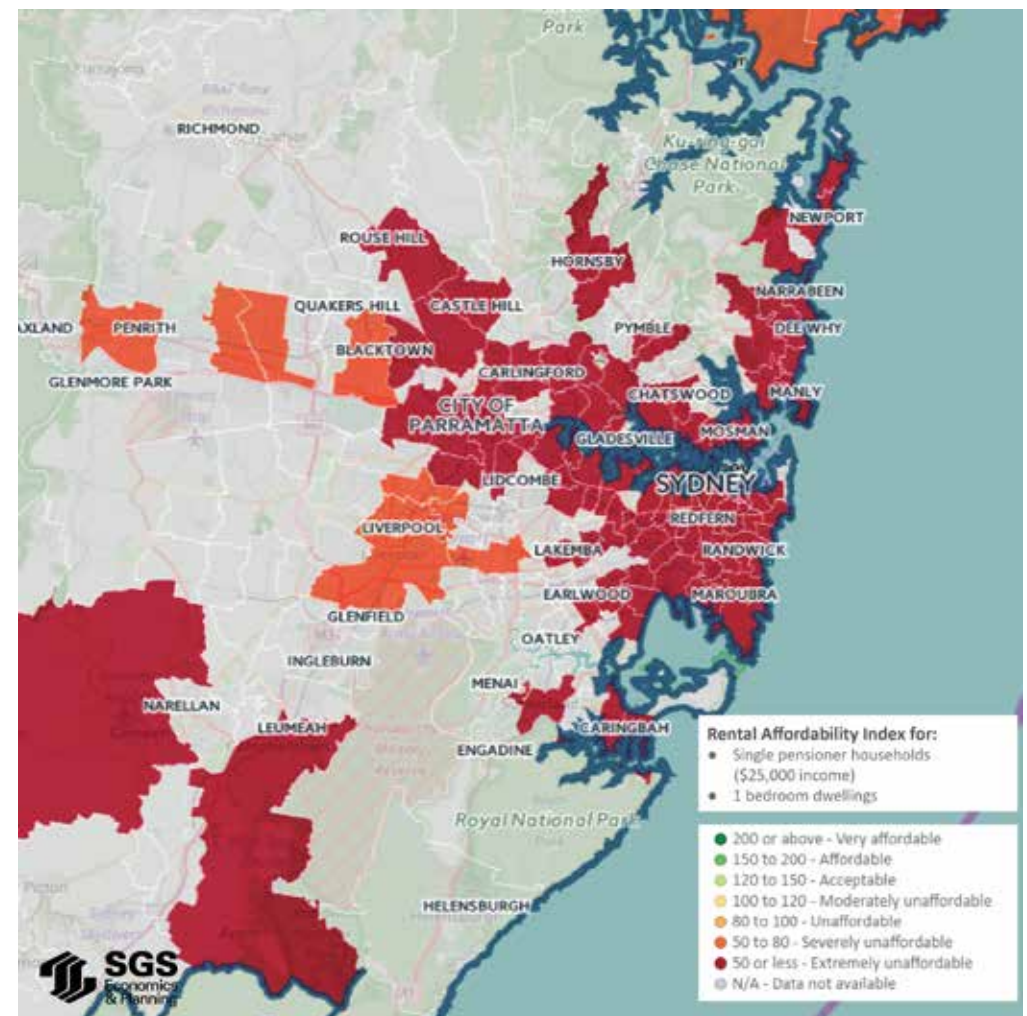 Park
RICHMOND
Ku-ring-gai
Chase National
Park
NEWPORT
ROUSE HILL
HORNSBY
NARRABEEN
QUAKERS HILL
CASTLE HILL
AXLAND
PENRITH
PYMBLE
DEE WHY
BLACKTOWN
GLENMORE PARK
CARLINGFORD
CHATSWOOD
MANLY
CITY OF
PARRAMATTA
GLADESVILLE
MOSMAN
LIDCOMBE
SYDNEY
LIVERPOOL
REDFERN
LAKEMBA
RANDWICK
EARLWOOD
MAROUBRA
GLENFIELD
OATLEY
INGLEBURN
MENAI
NARELLAN
LEUMEAH
CARINGBAH
ENGADINE
Royal National Park
HELENSBURGH
Rental Affordability Index for:
• Single pensioner households
($25,000 income)
• 1 bedroom dwellings
200 or above - Very affordable
150 to 200 - Affordable
120 to 150 - Acceptable
100 to 120 - Moderately unaffordable
80 to 100 - Unaffordable
50 to 80 - Severely unaffordable
50 or less - Extremely unaffordable
N/A - Data not available
SGS
Economics
& Planning